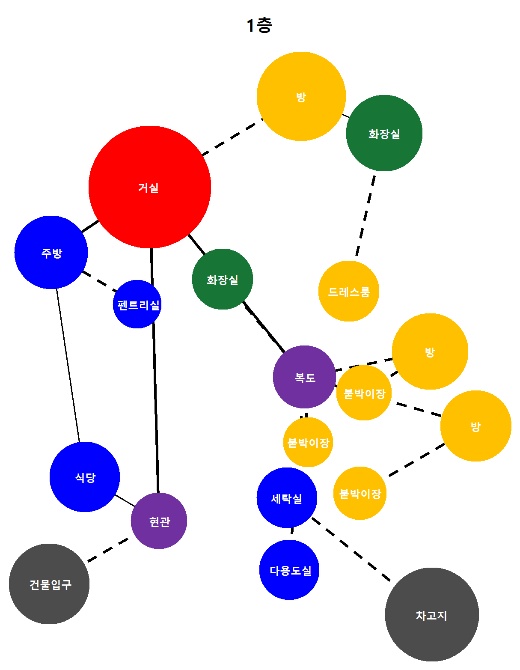 1층
방
화장실
거실
주방
화장실
펜트리실
드레스룸
방
복도
붙박이장
방
붙박이장
식당
세탁실
붙박이장
현관
다용도실
건물입구
차고지